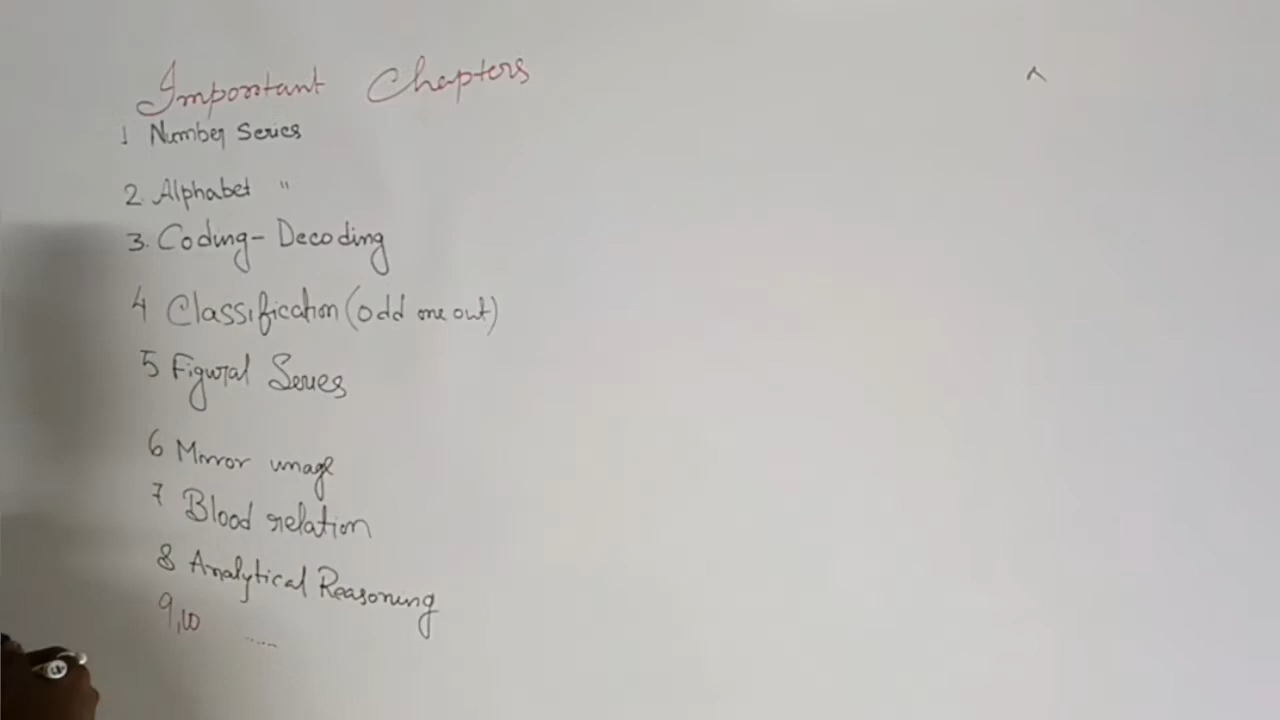 Important Chapters
1 Number Series
2. Alphabet "
3. Coding-Decoding
4 Classification (odd one out)
5 Figural Series
6 Mirror image
7 Blood relation
8 Analytical Reasoning
9,10 ......